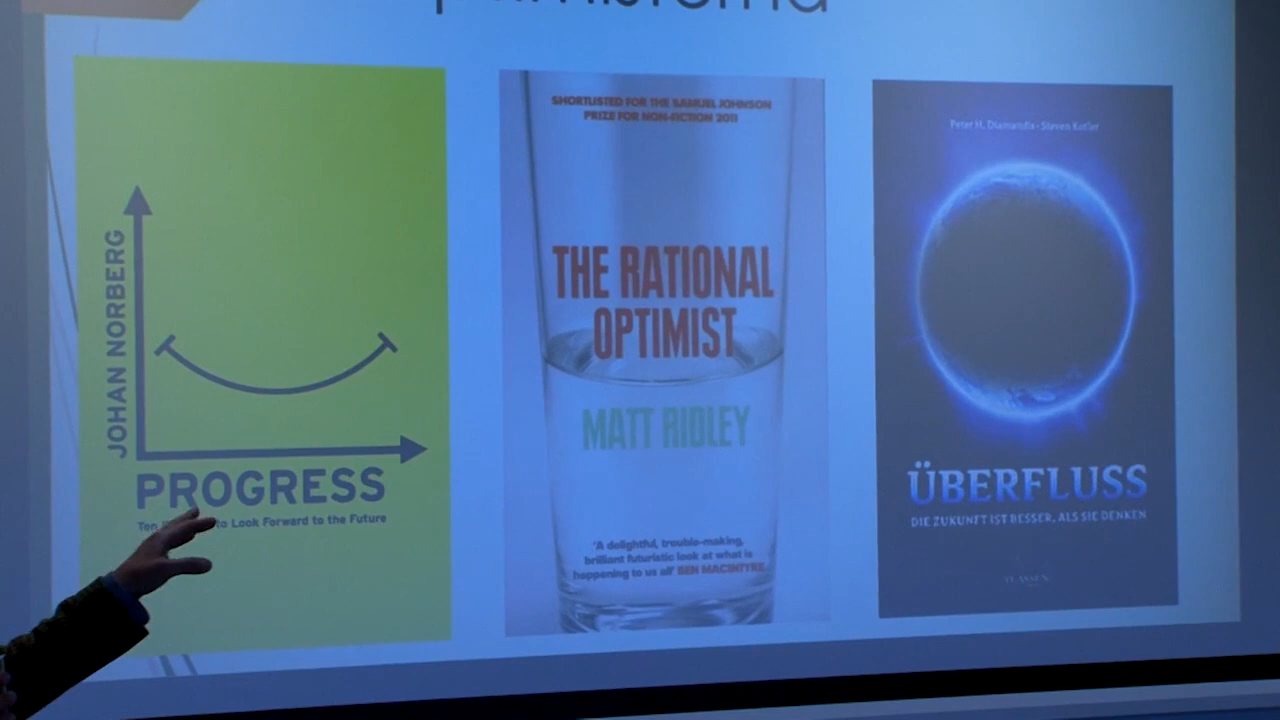 JOHAN NORBERG
PROGRESS
Ten to Look Forward to the Future
SHORTLISTED FOR THE SAMUEL JOHNSON
PRIZE FOR NON-FICTION 2011
THE RATIONAL
OPTIMIST
MATT RIDLEY
'A delightful, trouble-making,
brilliant futuristic look at what is
happening to us all' BEN MACINTYRE
Peter H. Diamandis · Steven Kotler
ÜBERFLUSS
DIE ZUKUNFT IST BESSER, ALS SIE DENKEN